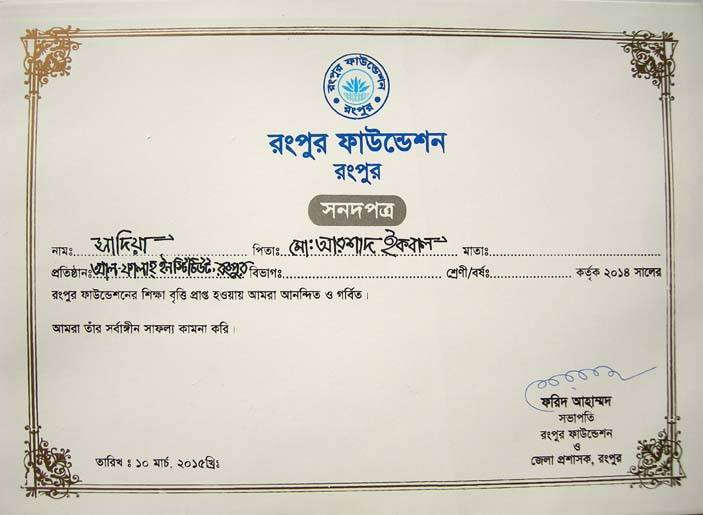 রংপুর ফাউন্ডেশন
রংপুর
রংপুর ফাউন্ডেশন
রংপুর
সনদপত্র
নামঃ সাদিয়া পিতাঃ মো: আরশাদ ইকবাল মাতাঃ
প্রতিষ্ঠানঃ আল-ফালাহ ইনস্টিটিউট, রংপুর বিভাগঃ শ্রেণী/বর্ষঃ কর্তৃক ২০১৪ সালের
রংপুর ফাউন্ডেশনের শিক্ষা বৃত্তি প্রাপ্ত হওয়ায় আমরা আনন্দিত ও গর্বিত।
আমরা তাঁর সর্বাঙ্গীন সাফল্য কামনা করি।
ফরিদ আহাম্মদ
সভাপতি
রংপুর ফাউন্ডেশন
ও
জেলা প্রশাসক, রংপুর
তারিখ ঃ ১০ মার্চ, ২০১৫খ্রিঃ